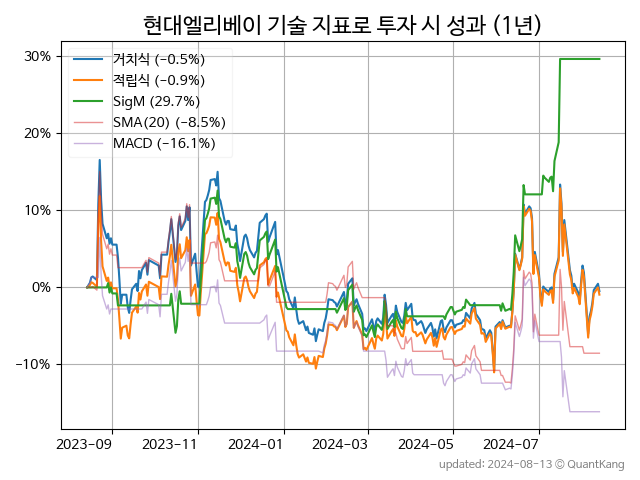 현대엘리베이 기술 지표로 투자 시 성과 (1년)
30%
20%
10%
0%
−10%
거치식 (−0.5%)
적립식 (−0.9%)
SigM (29.7%)
SMA(20) (−8.5%)
MACD (−16.1%)
2023-09
2023-11
2024-01
2024-03
2024-05
2024-07
updated: 2024-08-13 © QuantKang